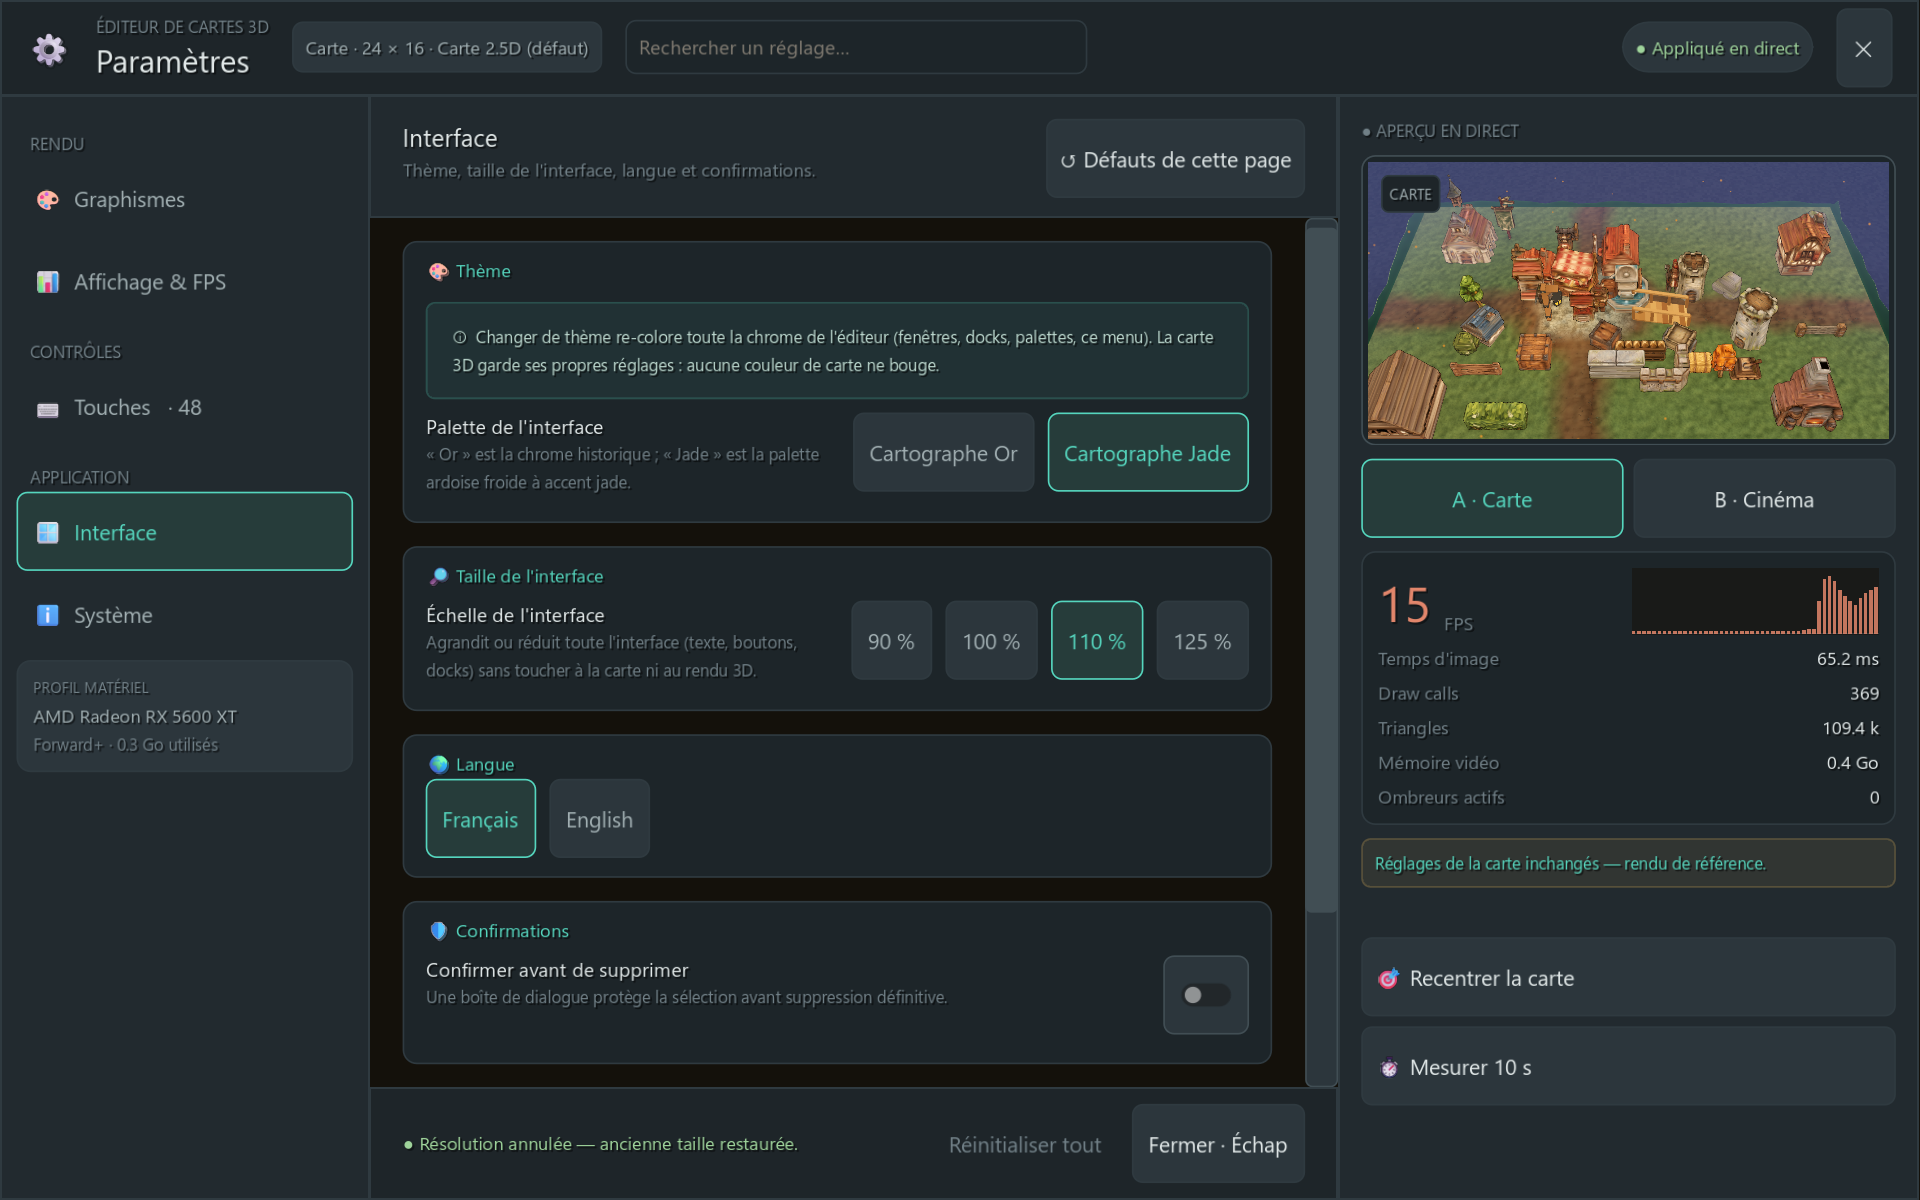 ÉDITEUR DE CARTES 3D
Paramètres
Carte · 24 × 16 · Carte 2.5D (défaut)
Rechercher un réglage...
● Appliqué en direct
RENDU
Graphismes
Affichage & FPS
CONTRÔLES
Touches · 48
APPLICATION
Interface
Système
PROFIL MATÉRIEL
AMD Radeon RX 5600 XT
Forward+ · 0.3 Go utilisés
Interface
Thème, taille de l'interface, langue et confirmations.
↺ Défauts de cette page
Thème
ⓘ Changer de thème re-colore toute la chrome de l'éditeur (fenêtres, docks, palettes, ce menu). La carte
3D garde ses propres réglages : aucune couleur de carte ne bouge.
Palette de l'interface
« Or » est la chrome historique ; « Jade » est la palette
ardoise froide à accent jade.
Cartographe Or
Cartographe Jade
Taille de l'interface
Échelle de l'interface
Agrandit ou réduit toute l'interface (texte, boutons,
docks) sans toucher à la carte ni au rendu 3D.
90 %
100 %
110 %
125 %
Langue
Français
English
Confirmations
Confirmer avant de supprimer
Une boîte de dialogue protège la sélection avant suppression définitive.
● Résolution annulée — ancienne taille restaurée.
Réinitialiser tout
Fermer · Échap
● APERÇU EN DIRECT
CARTE
A · Carte
B · Cinéma
15 FPS
Temps d'image 65.2 ms
Draw calls 369
Triangles 109.4 k
Mémoire vidéo 0.4 Go
Ombreurs actifs 0
Réglages de la carte inchangés — rendu de référence.
Recentrer la carte
Mesurer 10 s